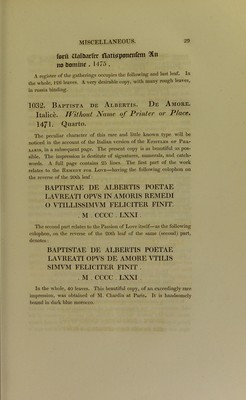 MISCELLANEOUS. 29
forti Ualdarfer Ratisponensem An
no domine , 1475 ,
A register of the gatherings occupies the following and last leaf. In
the whole, 126 leaves. A very desirable copy, with many rough leaves,
in russia binding.
1032. BAPTISTA DE ALBERTIS. DE AMORE.
Italicè. Without Name of Printer or Place.
1471. Quarto.
The peculiar character of this rare and little known type will be
noticed in the account of the Italian version of the EPISTLES OF PHA-
LARIS, in a subsequent page. The present copy is as beautiful as pos-
sible. The impression is destitute of signatures, numerals, and catch-
words. A full page contains 25 lines. The first part of the work
relates to the REMEDY FOR LOVE—having the following colophon on
the reverse of the 20th leaf:
BAPTISTAE DE ALBERTIS POETAE
LAVREATI OPVS IN AMORIS REMEDI
O VTILLISSIMVM FELICITER FINIT
. M . CCCC . LXXI .
The second part relates to the Passion of Love itself—as the following
colophon, on the reverse of the 20th leaf of the same (second) part,
denotes:
BAPTISTAE DE ALBERTIS POETAE
LAVREATI OPVS DE AMORE VTILIS
SIMVM FELICITER FINIT .
. M . CCCC . LXXI .
In the whole, 40 leaves. This beautiful copy, of an exceedingly rare
impression, was obtained of M. Chardin at Paris. It is handsomely
bound in dark blue morocco.